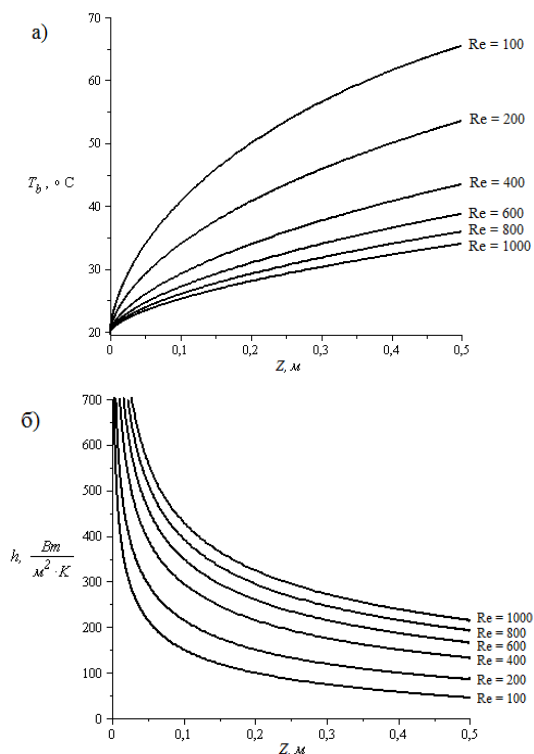 а)
70
60
50
40
30
20
T_b , ∘ C
Re = 100
Re = 200
Re = 400
Re = 600
Re = 800
Re = 1000
0
0,1
0,2
0,3
0,4
0,5
Z, м
б)
700
600
500
400
300
200
100
0
h, Вт / м² · K
Re = 1000
Re = 800
Re = 600
Re = 400
Re = 200
Re = 100
0
0,1
0,2
0,3
0,4
0,5
Z, м